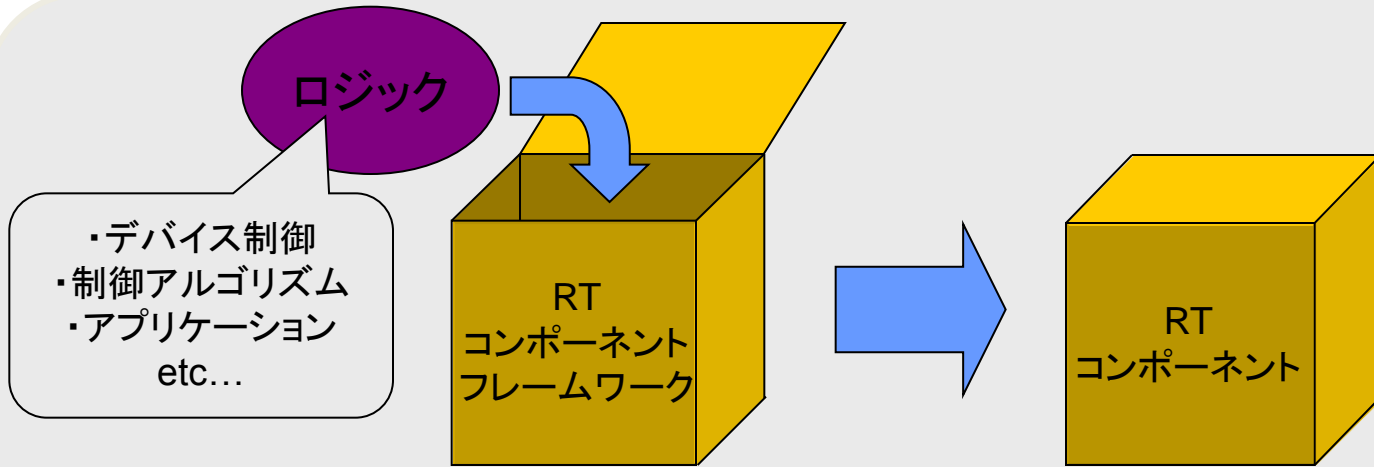 ロジック
・デバイス制御
・制御アルゴリズム
・アプリケーション
etc…
RT
コンポーネント
フレームワーク
RT
コンポーネント